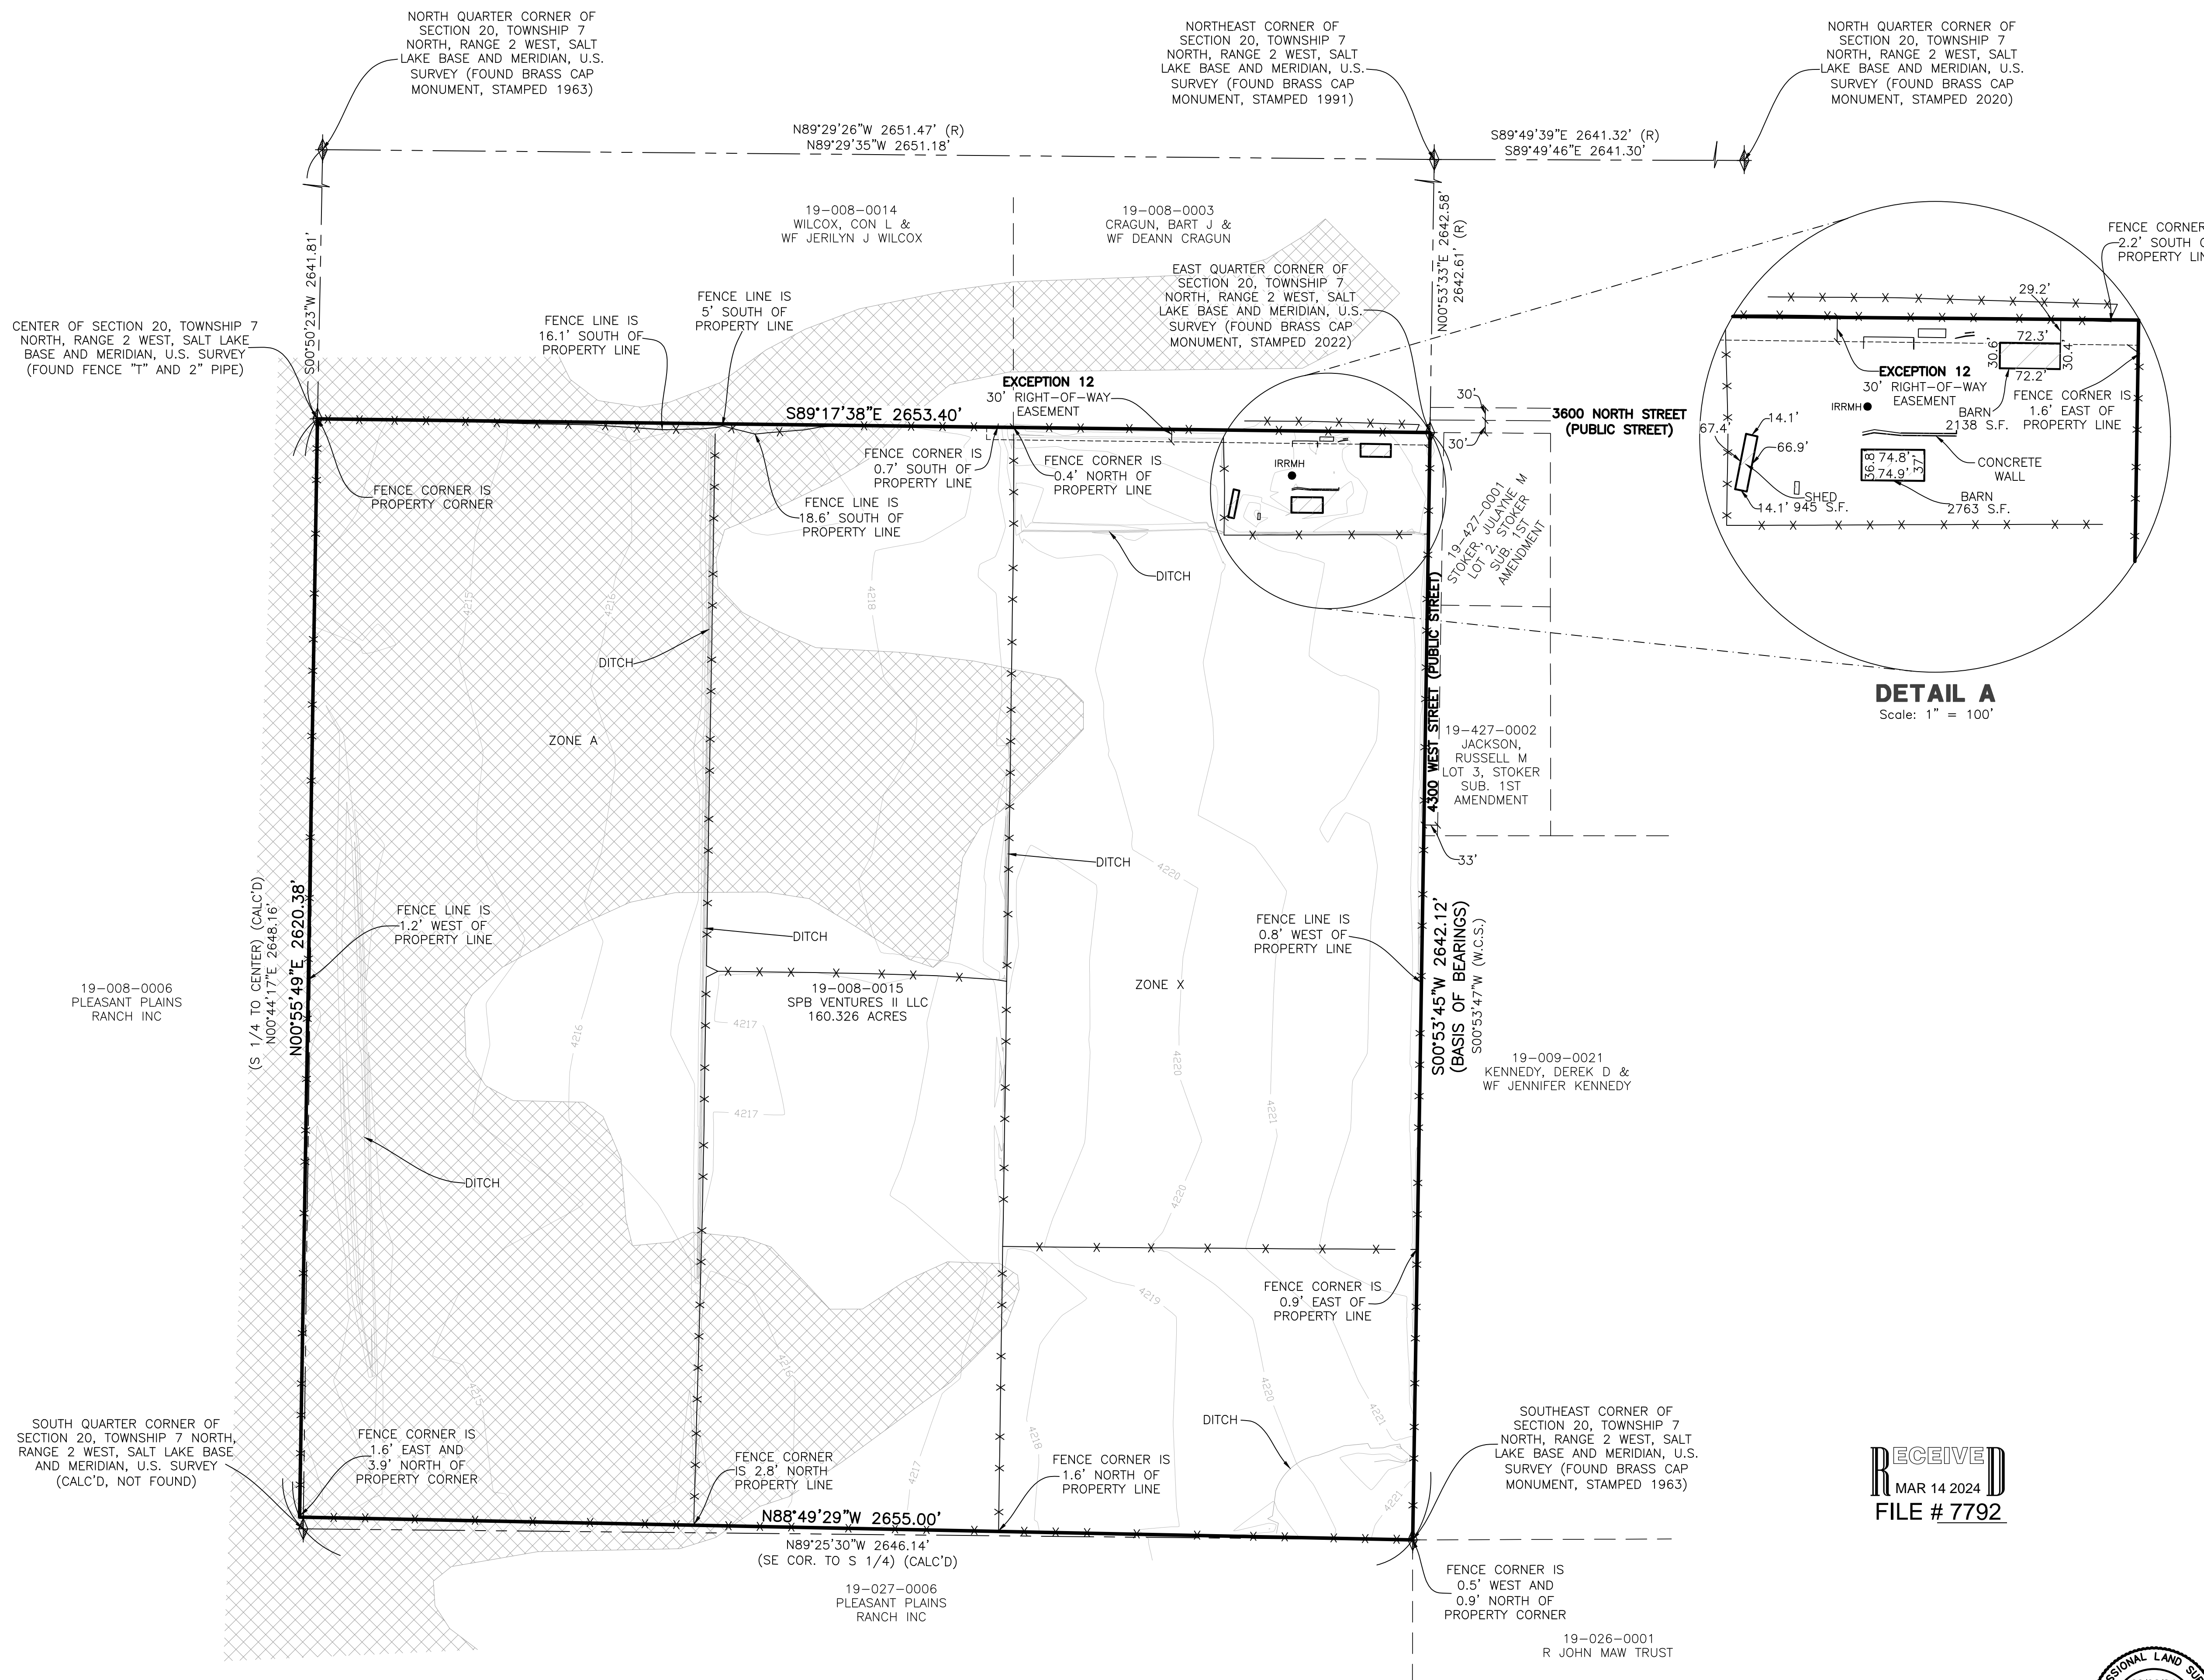 NORTH QUARTER CORNER OF
SECTION 20, TOWNSHIP 7
NORTH, RANGE 2 WEST, SALT
LAKE BASE AND MERIDIAN, U.S.
SURVEY (FOUND BRASS CAP
MONUMENT, STAMPED 1963)
NORTHEAST CORNER OF
SECTION 20, TOWNSHIP 7
NORTH, RANGE 2 WEST, SALT
LAKE BASE AND MERIDIAN, U.S.
SURVEY (FOUND BRASS CAP
MONUMENT, STAMPED 1991)
NORTH QUARTER CORNER OF
SECTION 20, TOWNSHIP 7
NORTH, RANGE 2 WEST, SALT
LAKE BASE AND MERIDIAN, U.S.
SURVEY (FOUND BRASS CAP
MONUMENT, STAMPED 2020)
N89°29'26"W 2651.47' (R)
N89°29'35"W 2651.18'
S89°49'39"E 2641.32' (R)
S89°49'46"E 2641.30'
S00°50'23"W 2641.81'
19-008-0014
WILCOX, CON L &
WF JERILYN J WILCOX
19-008-0003
CRAGUN, BART J &
WF DEANN CRAGUN
N00°53'33"E 2642.58'
2642.61' (R)
EAST QUARTER CORNER OF
SECTION 20, TOWNSHIP 7
NORTH, RANGE 2 WEST, SALT
LAKE BASE AND MERIDIAN, U.S.
SURVEY (FOUND BRASS CAP
MONUMENT, STAMPED 2022)
CENTER OF SECTION 20, TOWNSHIP 7
NORTH, RANGE 2 WEST, SALT LAKE
BASE AND MERIDIAN, U.S. SURVEY
(FOUND FENCE "T" AND 2" PIPE)
FENCE LINE IS
16.1' SOUTH OF
PROPERTY LINE
FENCE LINE IS
5' SOUTH OF
PROPERTY LINE
EXCEPTION 12
30' RIGHT-OF-WAY
EASEMENT
S89°17'38"E 2653.40'
30'
30'
3600 NORTH STREET
(PUBLIC STREET)
FENCE CORNER IS
PROPERTY CORNER
FENCE CORNER IS
0.7' SOUTH OF
PROPERTY LINE
FENCE CORNER IS
0.4' NORTH OF
PROPERTY LINE
FENCE LINE IS
18.6' SOUTH OF
PROPERTY LINE
IRRMH
19-427-0001
STOKER, JULAYNE M
LOT 2, STOKER
SUB. 1ST
AMENDMENT
DITCH
DITCH
4215
4216
4218
ZONE A
4300 WEST STREET (PUBLIC STREET)
19-427-0002
JACKSON,
RUSSELL M
LOT 3, STOKER
SUB. 1ST
AMENDMENT
33'
DITCH
4220
(S 1/4 TO CENTER) (CALC'D)
N00°44'17"E 2648.16'
N00°55'49"E 2620.38'
FENCE LINE IS
1.2' WEST OF
PROPERTY LINE
DITCH
FENCE LINE IS
0.8' WEST OF
PROPERTY LINE
S00°53'45"W 2642.12'
(BASIS OF BEARINGS)
S00°53'47"W (W.C.S.)
19-008-0006
PLEASANT PLAINS
RANCH INC
19-008-0015
SPB VENTURES II LLC
160.326 ACRES
ZONE X
4216
4217
4217
4220
4221
19-009-0021
KENNEDY, DEREK D &
WF JENNIFER KENNEDY
DITCH
4220
4219
FENCE CORNER IS
0.9' EAST OF
PROPERTY LINE
4215
4216
4220
4221
SOUTH QUARTER CORNER OF
SECTION 20, TOWNSHIP 7 NORTH,
RANGE 2 WEST, SALT LAKE BASE
AND MERIDIAN, U.S. SURVEY
(CALC'D, NOT FOUND)
FENCE CORNER IS
1.6' EAST AND
3.9' NORTH OF
PROPERTY CORNER
FENCE CORNER
IS 2.8' NORTH
PROPERTY LINE
4217
4218
FENCE CORNER IS
1.6' NORTH OF
PROPERTY LINE
DITCH
4221
SOUTHEAST CORNER OF
SECTION 20, TOWNSHIP 7
NORTH, RANGE 2 WEST, SALT
LAKE BASE AND MERIDIAN, U.S.
SURVEY (FOUND BRASS CAP
MONUMENT, STAMPED 1963)
N88°49'29"W 2655.00'
N89°25'30"W 2646.14'
(SE COR. TO S 1/4) (CALC'D)
19-027-0006
PLEASANT PLAINS
RANCH INC
FENCE CORNER IS
0.5' WEST AND
0.9' NORTH OF
PROPERTY CORNER
19-026-0001
R JOHN MAW TRUST
FENCE CORNER
2.2' SOUTH
PROPERTY
29.2'
72.3'
30.6'
30.4'
72.2'
EXCEPTION 12
30' RIGHT-OF-WAY
EASEMENT
IRRMH
BARN
2138 S.F.
FENCE CORNER IS
1.6' EAST OF
PROPERTY LINE
14.1'
67.4'
66.9'
36.8'
74.8'
74.9'
37'
CONCRETE
WALL
SHED
945 S.F.
14.1'
BARN
2763 S.F.
DETAIL A
Scale: 1" = 100'
RECEIVED
MAR 14 2024
FILE # 7792
LAND